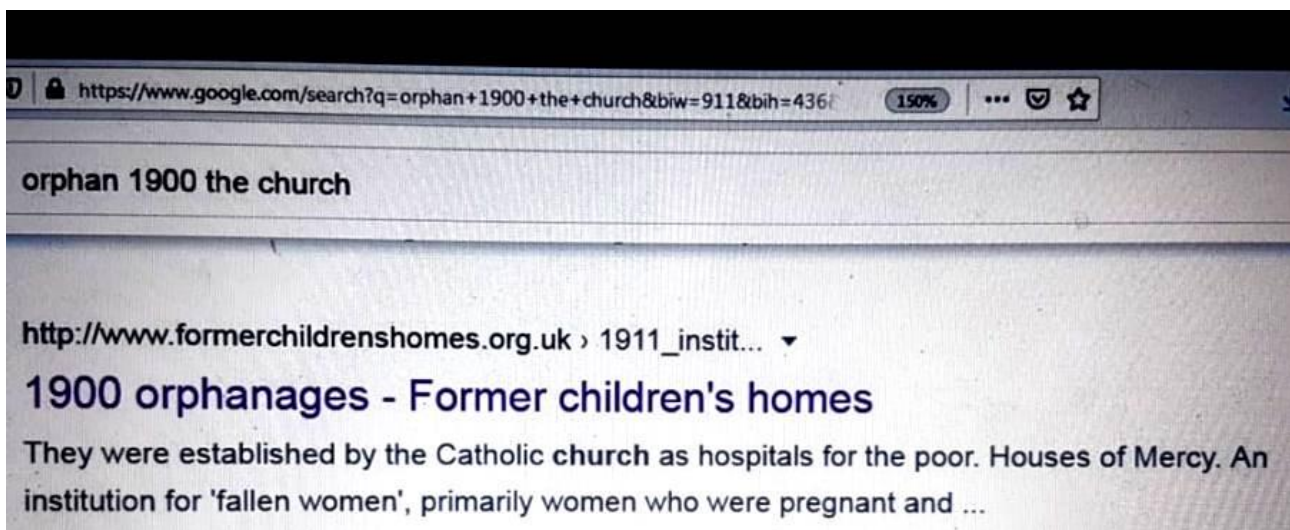 https://www.google.com/search?q=orphan+1900+the+church&biw=911&bih=436
150%
orphan 1900 the church
http://www.formerchildrenshomes.org.uk › 1911_instit...
1900 orphanages - Former children's homes
They were established by the Catholic church as hospitals for the poor. Houses of Mercy. An
institution for 'fallen women', primarily women who were pregnant and ...